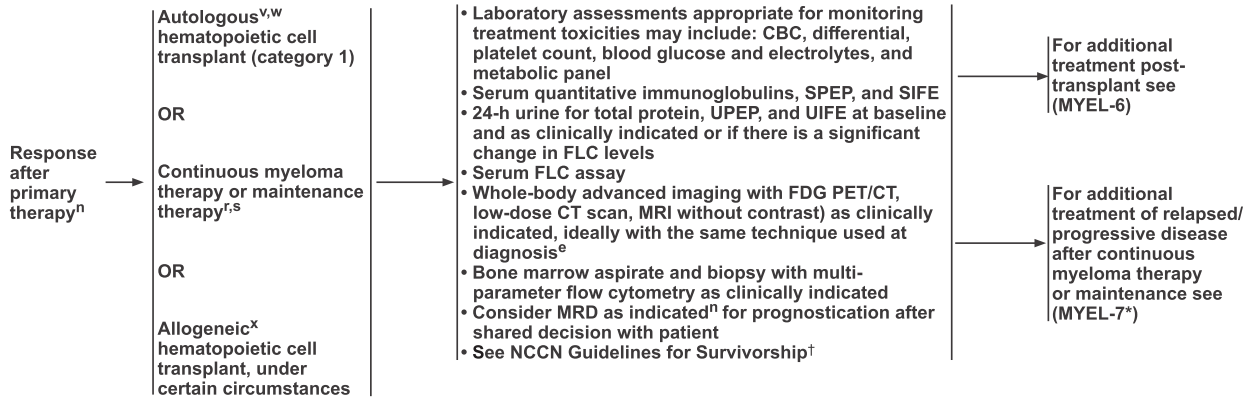 Response
after
primary
therapyⁿ
Autologousᵛ,ʷ
hematopoietic cell
transplant (category 1)
OR
Continuous myeloma
therapy or maintenance
therapyʳ,ˢ
OR
Allogeneicˣ
hematopoietic cell
transplant, under
certain circumstances
• Laboratory assessments appropriate for monitoring
treatment toxicities may include: CBC, differential,
platelet count, blood glucose and electrolytes, and
metabolic panel
• Serum quantitative immunoglobulins, SPEP, and SIFE
• 24-h urine for total protein, UPEP, and UIFE at baseline
and as clinically indicated or if there is a significant
change in FLC levels
• Serum FLC assay
• Whole-body advanced imaging with FDG PET/CT,
low-dose CT scan, MRI without contrast) as clinically
indicated, ideally with the same technique used at
diagnosisᵉ
• Bone marrow aspirate and biopsy with multi-
parameter flow cytometry as clinically indicated
• Consider MRD as indicatedⁿ for prognostication after
shared decision with patient
• See NCCN Guidelines for Survivorship†
For additional
treatment post-
transplant see
(MYEL-6)
For additional
treatment of relapsed/
progressive disease
after continuous
myeloma therapy
or maintenance see
(MYEL-7*)